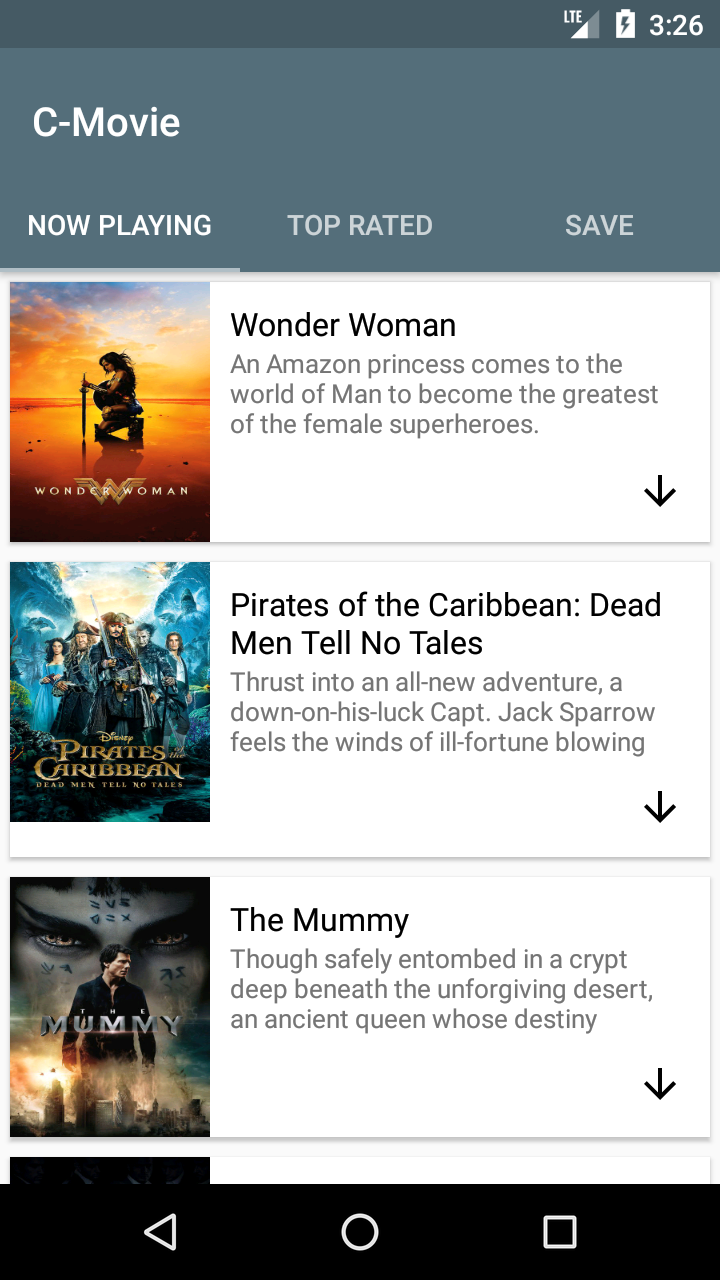 LTE 3:26
C-Movie
NOW PLAYING TOP RATED SAVE
WONDER WOMAN
Wonder Woman
An Amazon princess comes to the
world of Man to become the greatest
of the female superheroes.
Disney
PIRATES of the
CARIBBEAN
DEAD MEN TELL NO TALES
Pirates of the Caribbean: Dead
Men Tell No Tales
Thrust into an all-new adventure, a
down-on-his-luck Capt. Jack Sparrow
feels the winds of ill-fortune blowing
THE
MUMMY
The Mummy
Though safely entombed in a crypt
deep beneath the unforgiving desert,
an ancient queen whose destiny